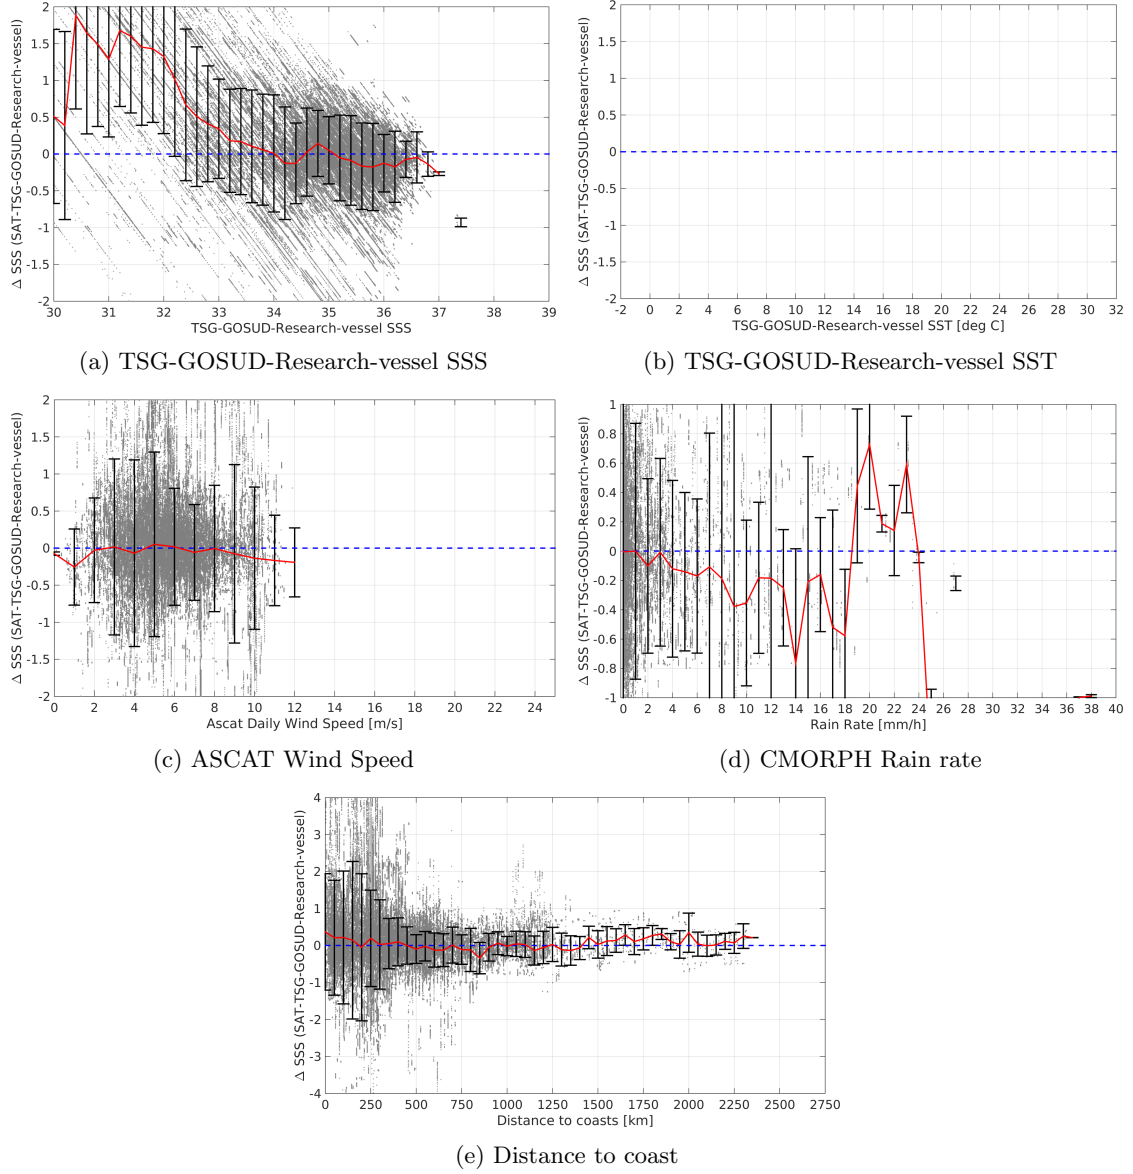 2
1.5
1
0.5
0
-0.5
-1
-1.5
-2
30 31 32 33 34 35 36 37 38 39
Δ SSS (SAT-TSG-GOSUD-Research-vessel)
TSG-GOSUD-Research-vessel SSS
(a) TSG-GOSUD-Research-vessel SSS
2
1.5
1
0.5
0
-0.5
-1
-1.5
-2
-2 0 2 4 6 8 10 12 14 16 18 20 22 24 26 28 30 32
Δ SSS (SAT-TSG-GOSUD-Research-vessel)
TSG-GOSUD-Research-vessel SST [deg C]
(b) TSG-GOSUD-Research-vessel SST
2
1.5
1
0.5
0
-0.5
-1
-1.5
-2
0 2 4 6 8 10 12 14 16 18 20 22 24
Δ SSS (SAT-TSG-GOSUD-Research-vessel)
Ascat Daily Wind Speed [m/s]
(c) ASCAT Wind Speed
1
0.8
0.6
0.4
0.2
0
-0.2
-0.4
-0.6
-0.8
-1
0 2 4 6 8 10 12 14 16 18 20 22 24 26 28 30 32 34 36 38 40
Δ SSS (SAT-TSG-GOSUD-Research-vessel)
Rain Rate [mm/h]
(d) CMORPH Rain rate
4
3
2
1
0
-1
-2
-3
-4
0 250 500 750 1000 1250 1500 1750 2000 2250 2500 2750
Δ SSS (SAT-TSG-GOSUD-Research-vessel)
Distance to coasts [km]
(e) Distance to coast